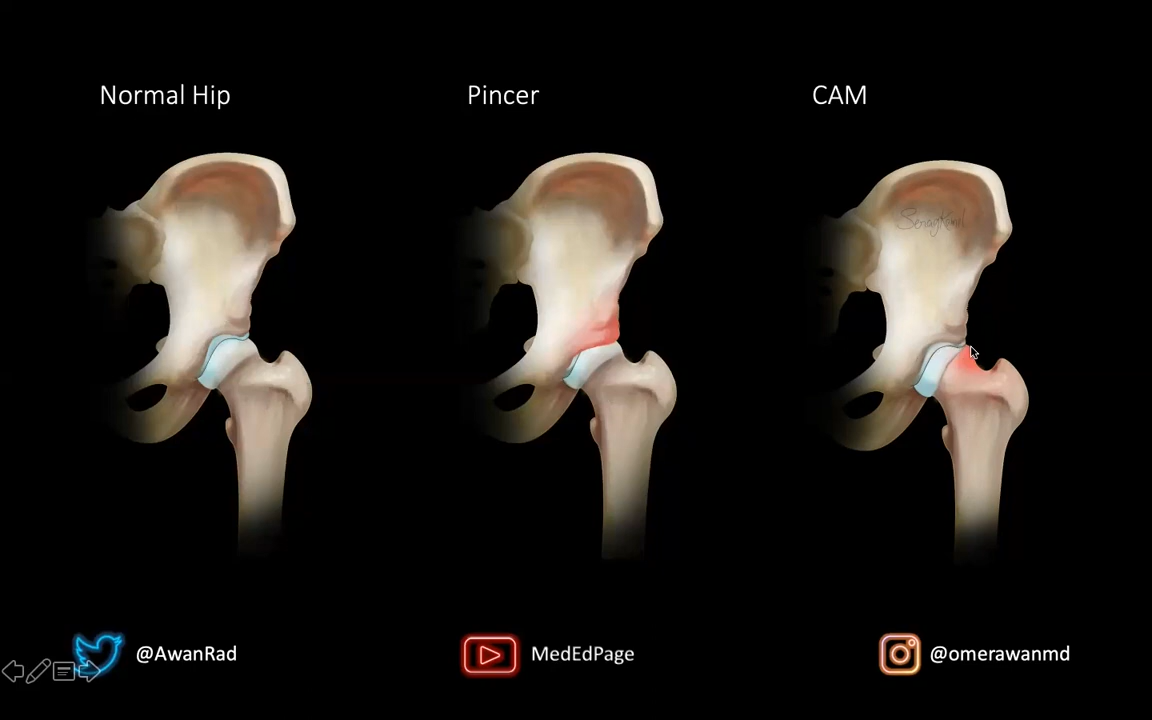 Normal Hip
Pincer
CAM
@AwanRad
MedEdPage
@omerawanmd